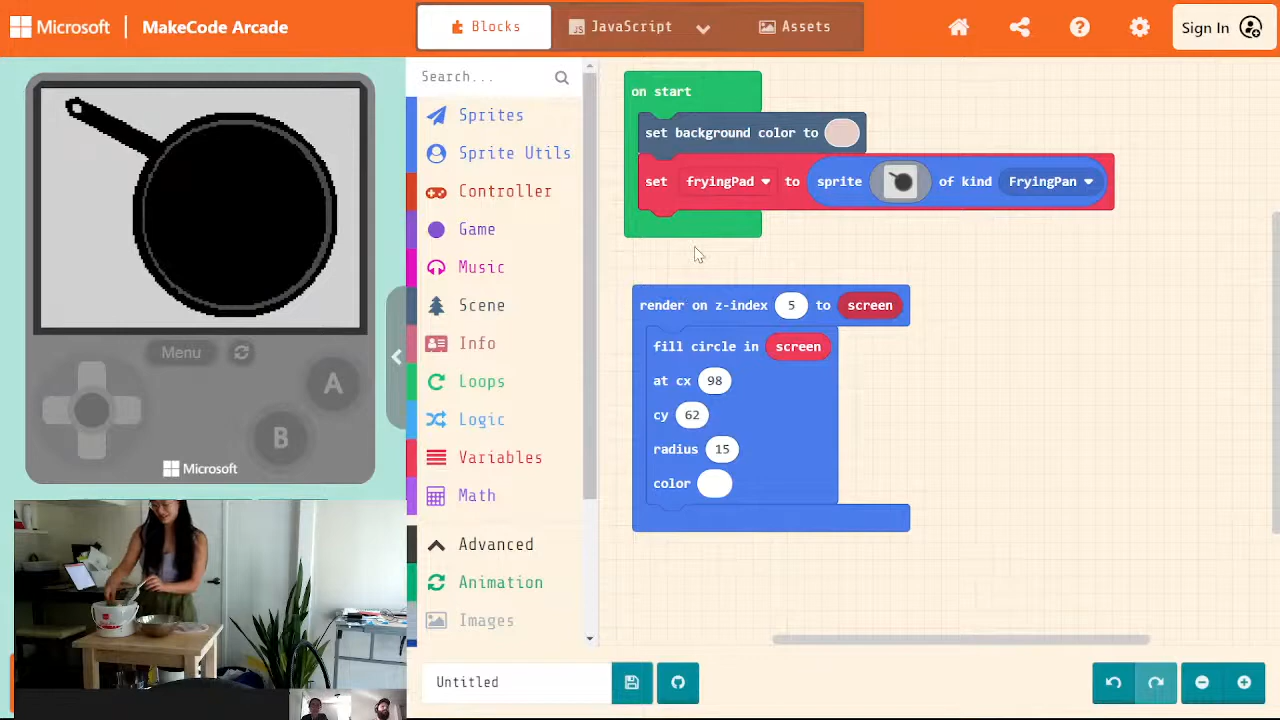 Microsoft
MakeCode Arcade
Blocks
JavaScript
Assets
Sign In
Menu
A
B
Microsoft
Search...
Sprites
Sprite Utils
Controller
Game
Music
Scene
Info
Loops
Logic
Variables
Math
Advanced
Animation
Images
on start
set background color to
set fryingPad to sprite of kind FryingPan
render on z-index 5 to screen
fill circle in screen
at cx 98
cy 62
radius 15
color
Untitled